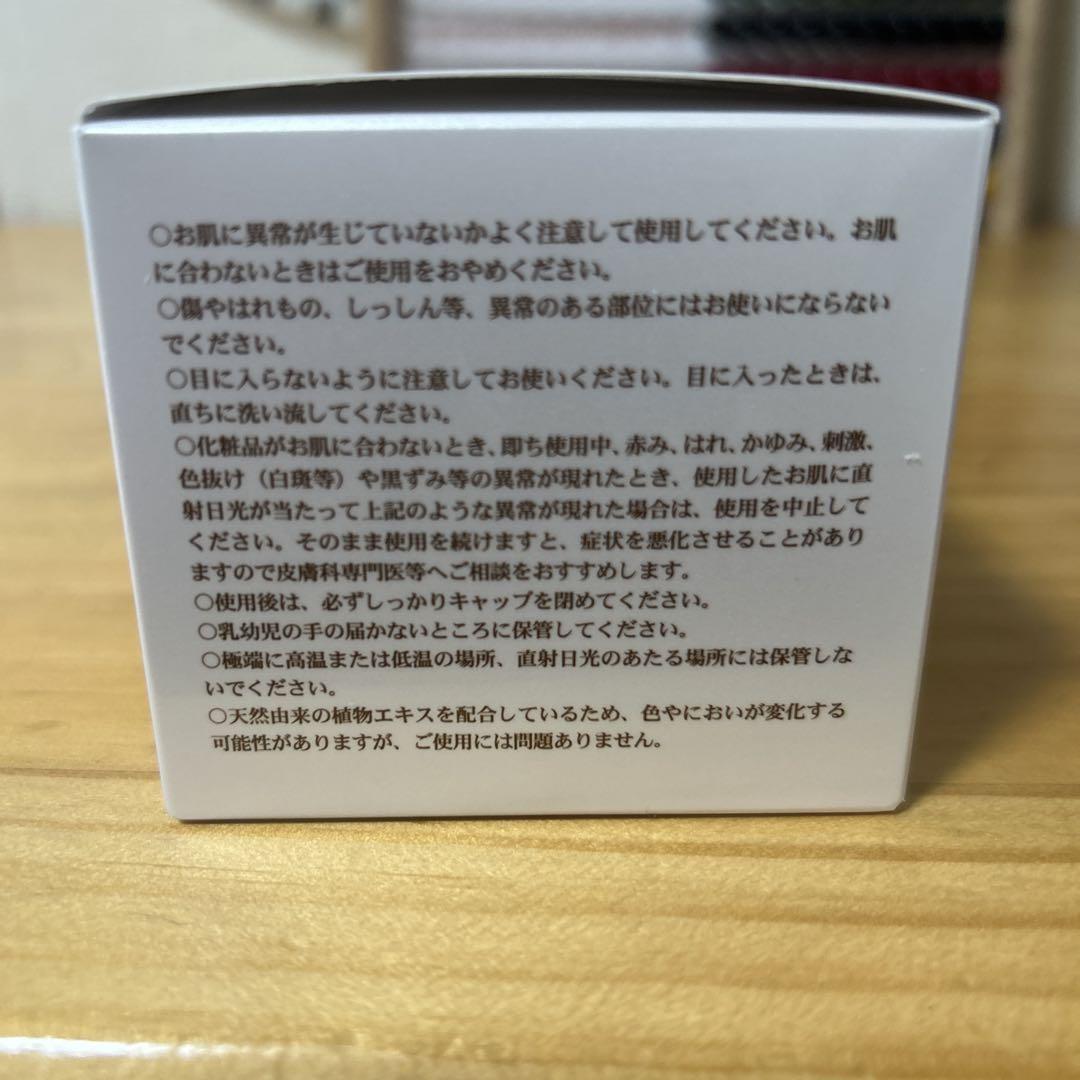 ○お肌に異常が生じていないかよく注意して使用してください。お肌
に合わないときはご使用をおやめください。
○傷やはれもの、しっしん等、異常のある部位にはお使いにならない
でください。
○目に入らないように注意してお使いください。目に入ったときは、
直ちに洗い流してください。
○化粧品がお肌に合わないとき、即ち使用中、赤み、はれ、かゆみ、刺激、
色抜け（白斑等）や黒ずみ等の異常が現れたとき、使用したお肌に直
射日光が当たって上記のような異常が現れた場合は、使用を中止して
ください。そのまま使用を続けますと、症状を悪化させることがあり
ますので皮膚科専門医等へご相談をおすすめします。
○使用後は、必ずしっかりキャップを閉めてください。
○乳幼児の手の届かないところに保管してください。
○極端に高温または低温の場所、直射日光のあたる場所には保管しな
いでください。
○天然由来の植物エキスを配合しているため、色やにおいが変化する
可能性がありますが、ご使用には問題ありません。